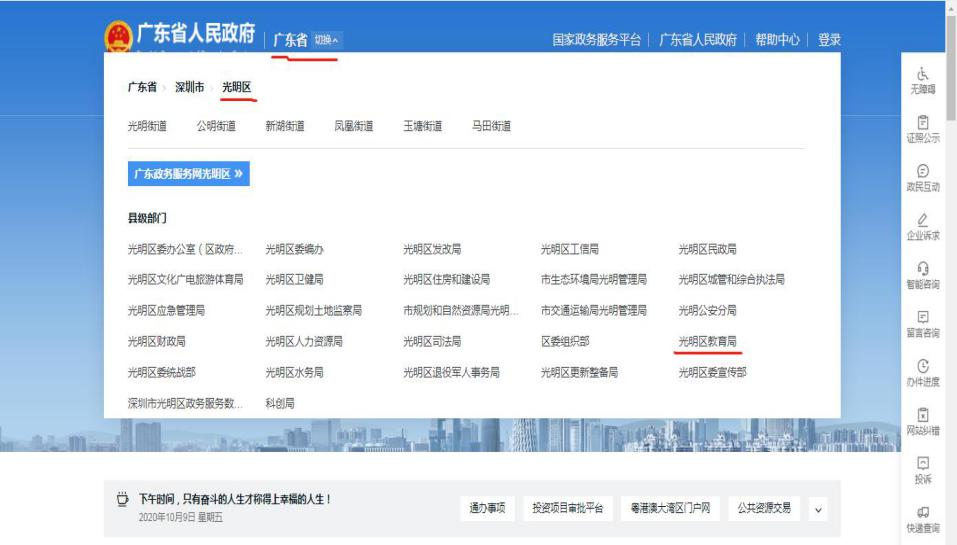 广东省人民政府 广东省 切换 国家政务服务平台 广东省人民政府 帮助中心 登录
广东省 深圳市 光明区
光明街道 公明街道 新湖街道 凤凰街道 玉塘街道 马田街道
广东政务服务网光明区 »
县级部门
光明区委办公室（区政府... 光明区委编办 光明区发改局 光明区工信局 光明区民政局
光明区文化广电旅游体育局 光明区卫健局 光明区住房和建设局 市生态环境局光明管理局 光明区城管和综合执法局
光明区应急管理局 光明区规划土地监察局 市规划和自然资源局光明... 市交通运输局光明管理局 光明公安分局
光明区财政局 光明区人力资源局 光明区司法局 区委组织部 光明区教育局
光明区委统战部 光明区水务局 光明区退役军人事务局 光明区更新整备局 光明区委宣传部
深圳市光明区政务服务数... 科创局
下午时间，只有奋斗的人生才称得上幸福的人生！
2020年10月9日 星期五
通办事项 投资项目审批平台 粤港澳大湾区门户网 公共资源交易
无障碍
证照公示
政民互动
企业诉求
智能咨询
留言咨询
办件进度
网站纠错
投诉
快递查询